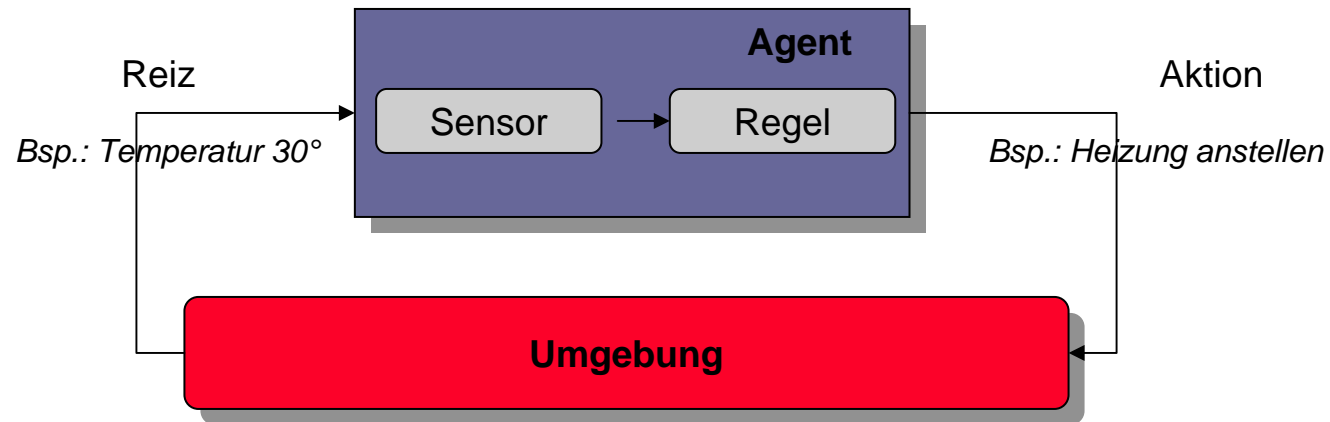 Agent
Reiz
Aktion
Sensor
Regel
Bsp.: Temperatur 30°
Bsp.: Heizung anstellen
Umgebung